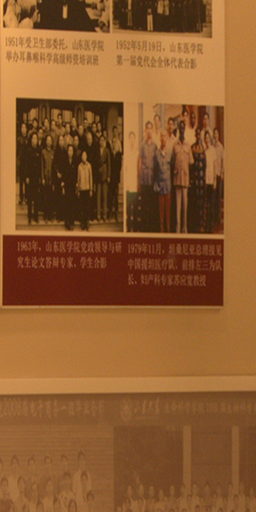 1951年受卫生部委托，山东医学院
举办耳鼻喉科学高级师资培训班
1952年5月19日，山东医学院
第一届党代会全体代表合影
1963年，山东医学院党政领导与研
究生论文答辩专家、学生合影
1979年11月，坦桑尼亚总理接见
中国援坦医疗队，前排左三为队
长、妇产科专家苏应宽教授